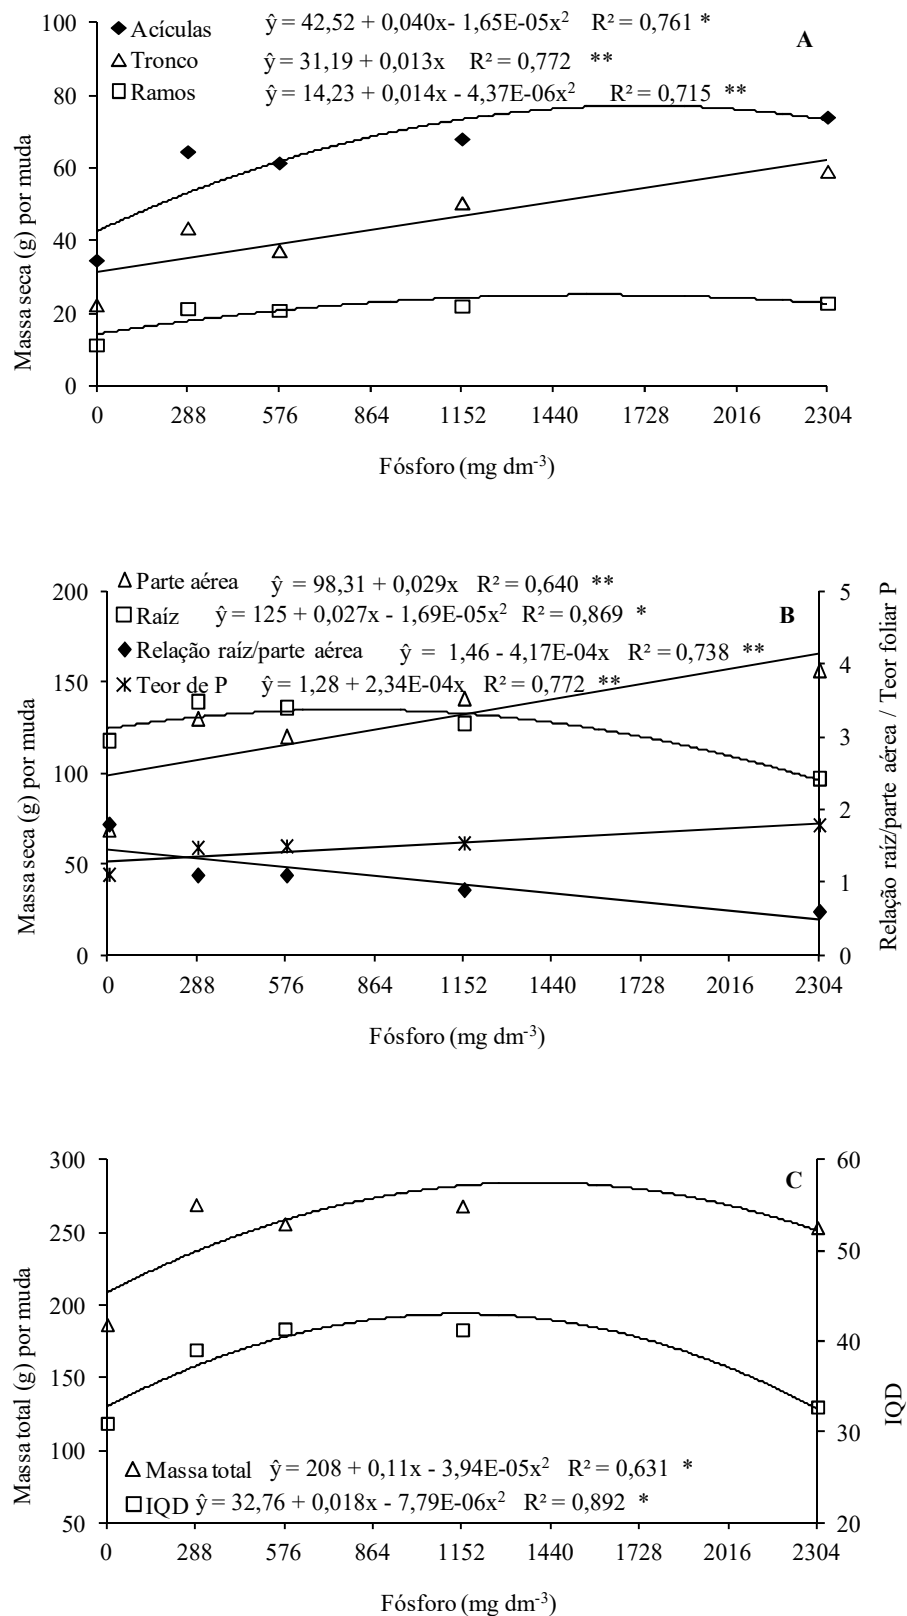 Acículas ŷ = 42,52 + 0,040x- 1,65E-05x² R² = 0,761 *
A
Tronco ŷ = 31,19 + 0,013x R² = 0,772 **
Ramos ŷ = 14,23 + 0,014x - 4,37E-06x² R² = 0,715 **
100
80
60
40
20
0
Massa seca (g) por muda
0 288 576 864 1152 1440 1728 2016 2304
Fósforo (mg dm⁻³)
Parte aérea ŷ = 98,31 + 0,029x R² = 0,640 **
Raíz ŷ = 125 + 0,027x - 1,69E-05x² R² = 0,869 *
B
Relação raíz/parte aérea ŷ = 1,46 - 4,17E-04x R² = 0,738 **
Teor de P ŷ = 1,28 + 2,34E-04x R² = 0,772 **
200
150
100
50
0
Massa seca (g) por muda
5
4
3
2
1
0
Relação raíz/parte aérea / Teor foliar P
0 288 576 864 1152 1440 1728 2016 2304
Fósforo (mg dm⁻³)
C
300
250
200
150
100
50
Massa total (g) por muda
60
50
40
30
20
IQD
Massa total ŷ = 208 + 0,11x - 3,94E-05x² R² = 0,631 *
IQD ŷ = 32,76 + 0,018x - 7,79E-06x² R² = 0,892 *
0 288 576 864 1152 1440 1728 2016 2304
Fósforo (mg dm⁻³)